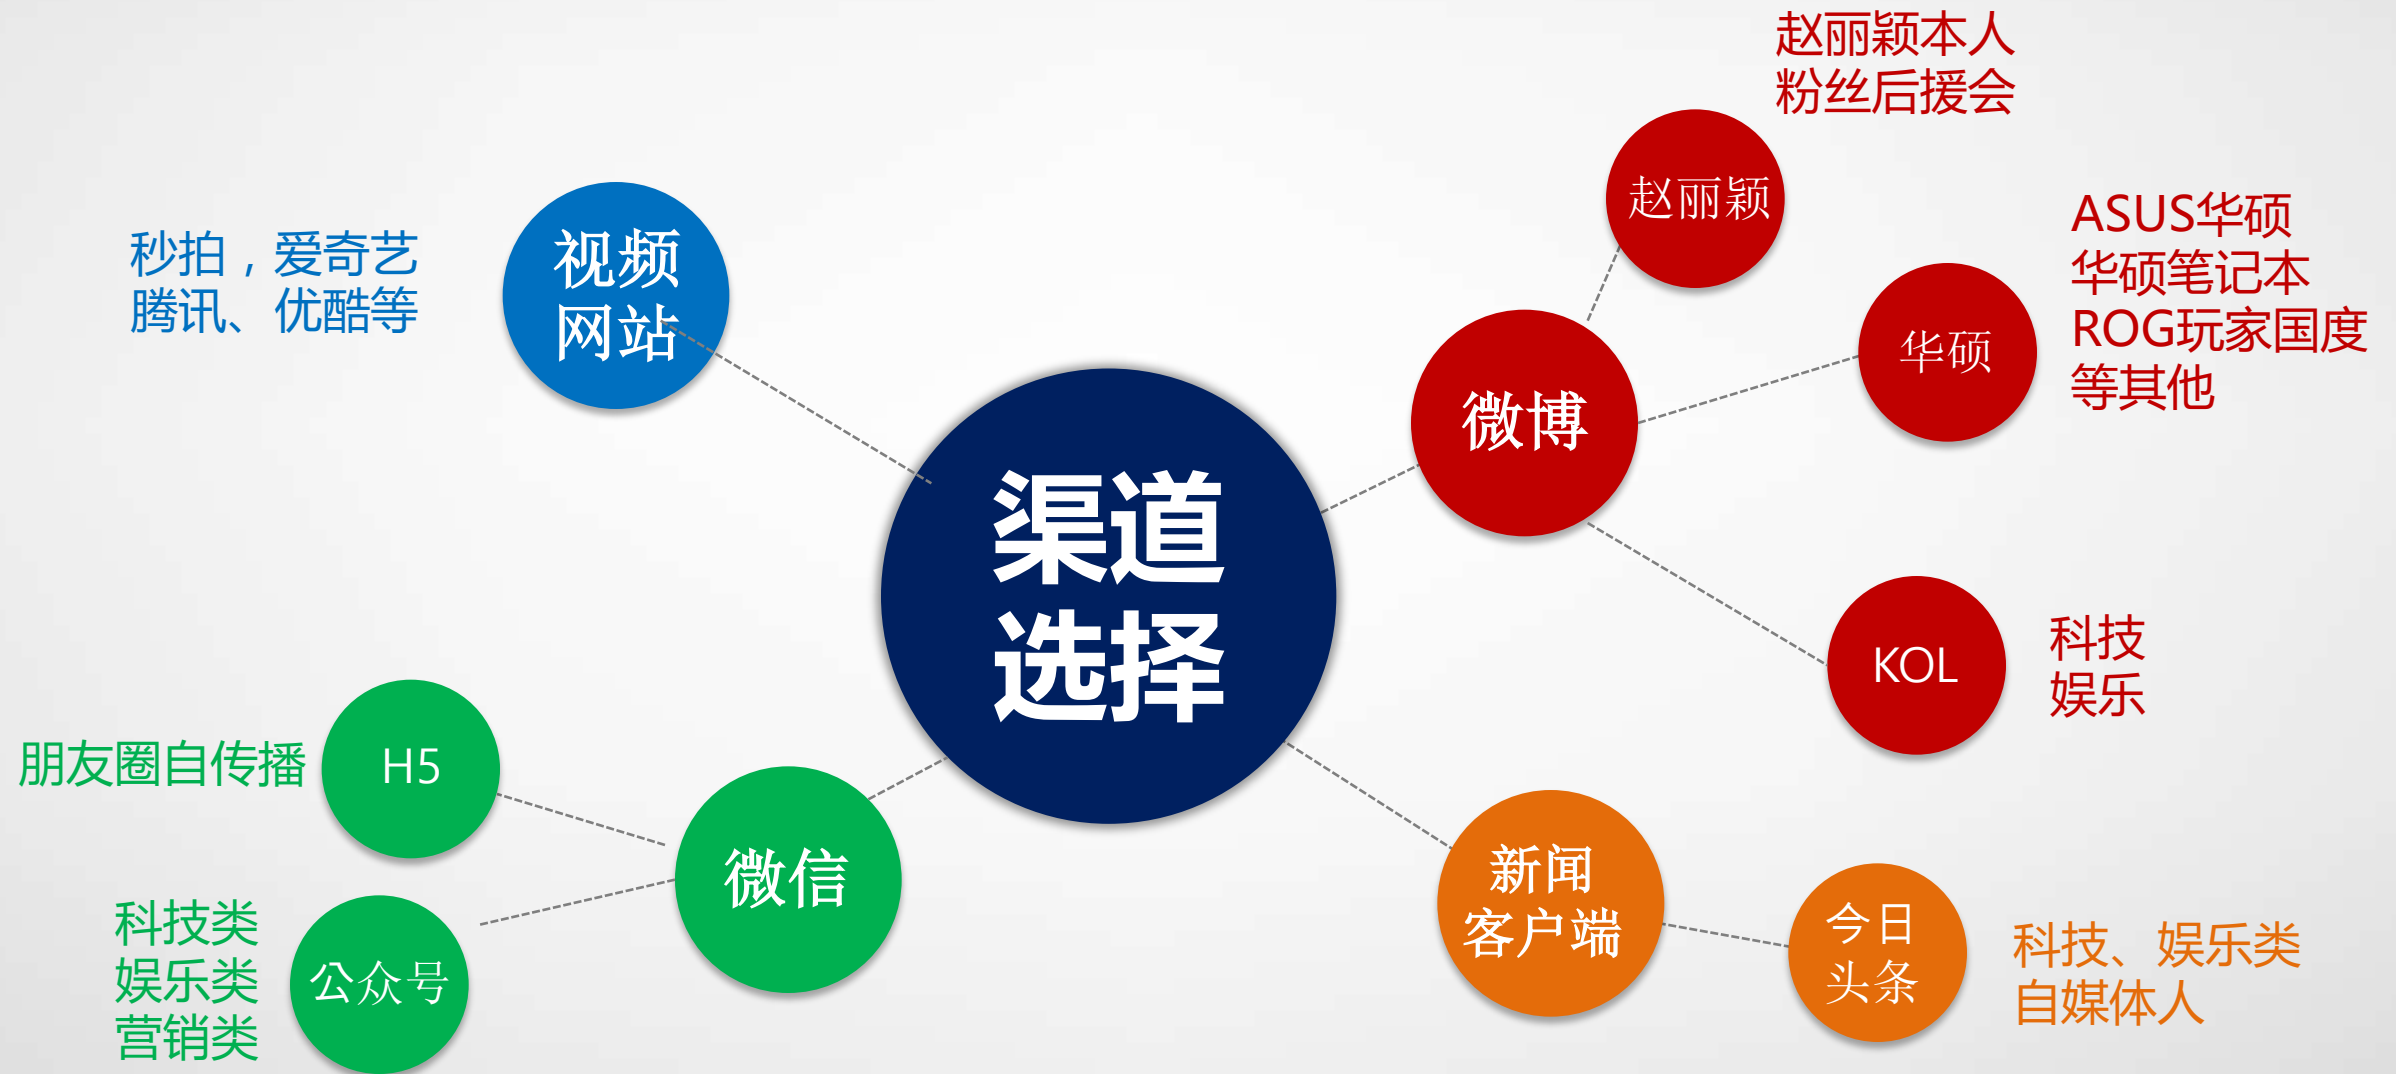 渠道
选择
视频
网站
秒拍，爱奇艺
腾讯、优酷等
微博
赵丽颖
赵丽颖本人
粉丝后援会
华硕
ASUS华硕
华硕笔记本
ROG玩家国度
等其他
KOL
科技
娱乐
微信
H5
朋友圈自传播
公众号
科技类
娱乐类
营销类
新闻
客户端
今日
头条
科技、娱乐类
自媒体人